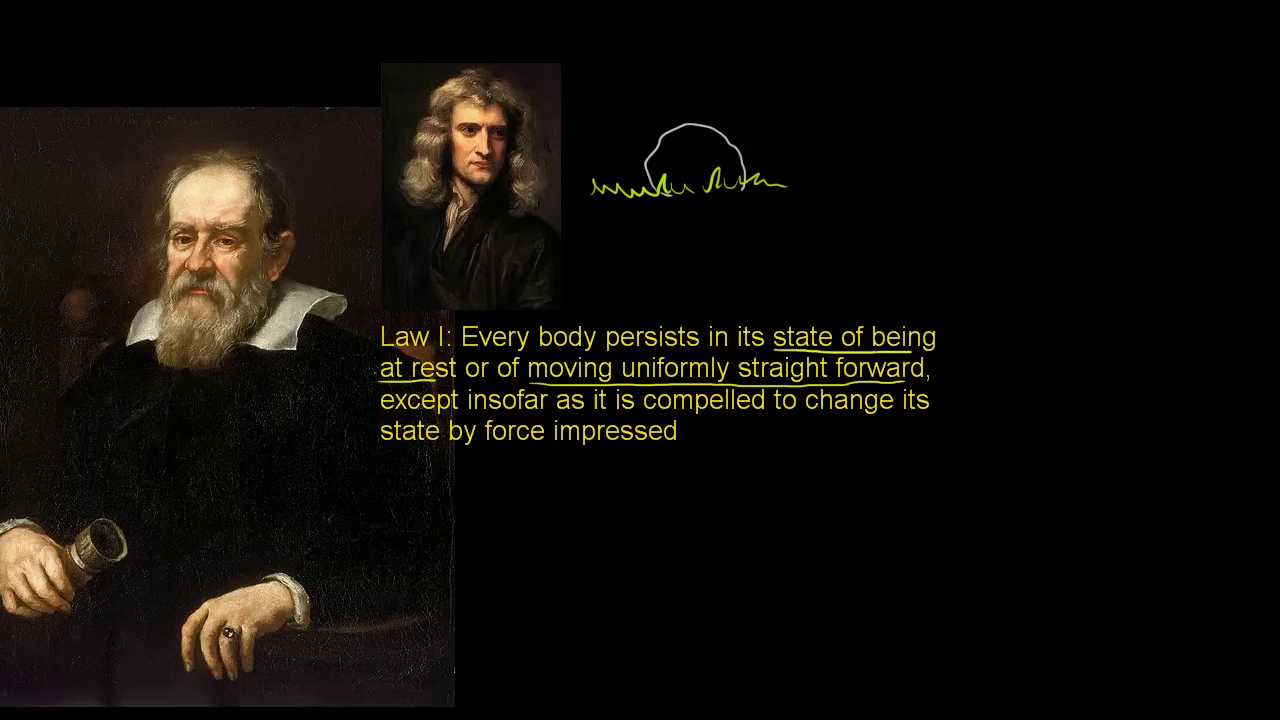 Law I: Every body persists in its state of being
at rest or of moving uniformly straight forward,
except insofar as it is compelled to change its
state by force impressed